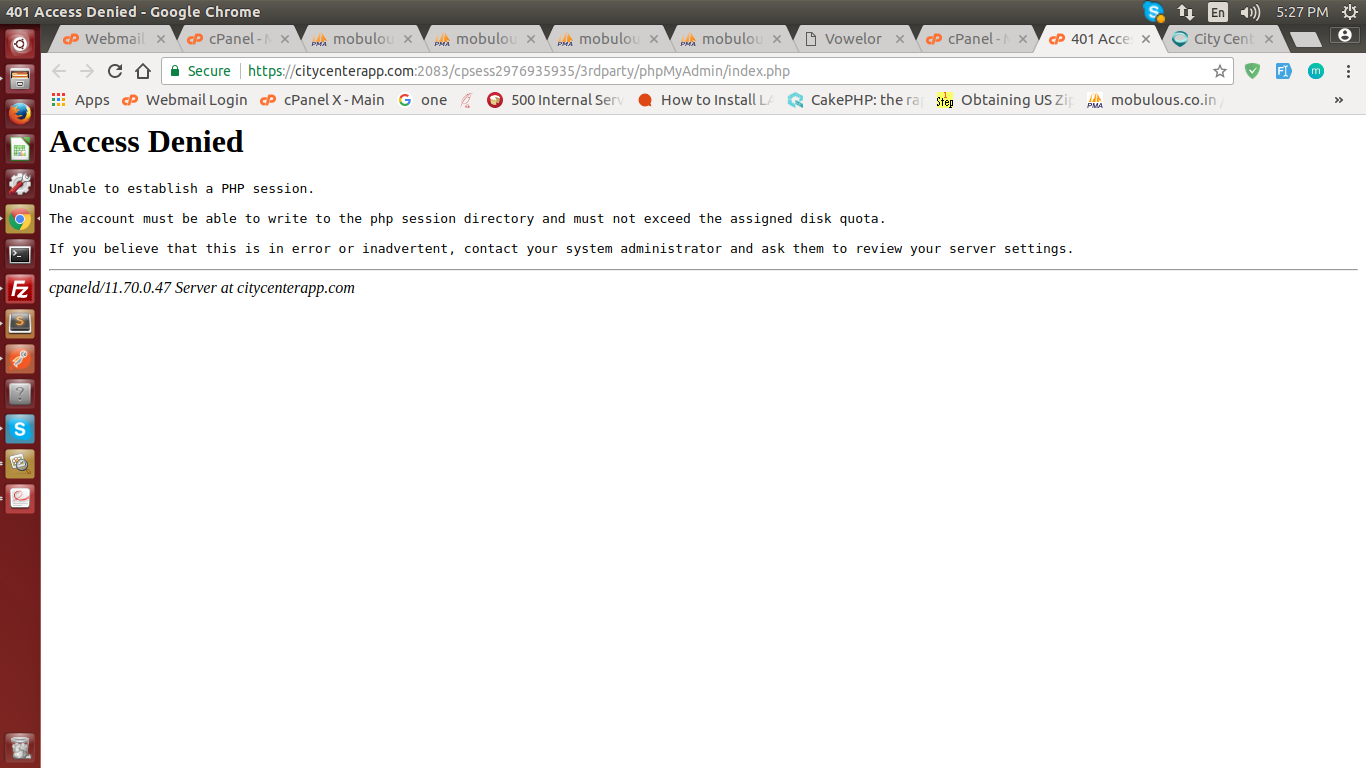 401 Access Denied - Google Chrome
En
5:27 PM
Webmail
cPanel - M
mobulou
mobulou
mobulou
mobulou
Vowelor
cPanel - M
401 Acce
City Cent
Secure
https://citycenterapp.com:2083/cpsess2976935935/3rdparty/phpMyAdmin/index.php
Apps
Webmail Login
cPanel X - Main
one
500 Internal Serv
How to Install LA
CakePHP: the ra
Obtaining US Zip
mobulous.co.in /
»
Access Denied
Unable to establish a PHP session.
The account must be able to write to the php session directory and must not exceed the assigned disk quota.
If you believe that this is in error or inadvertent, contact your system administrator and ask them to review your server settings.
cpaneld/11.70.0.47 Server at citycenterapp.com